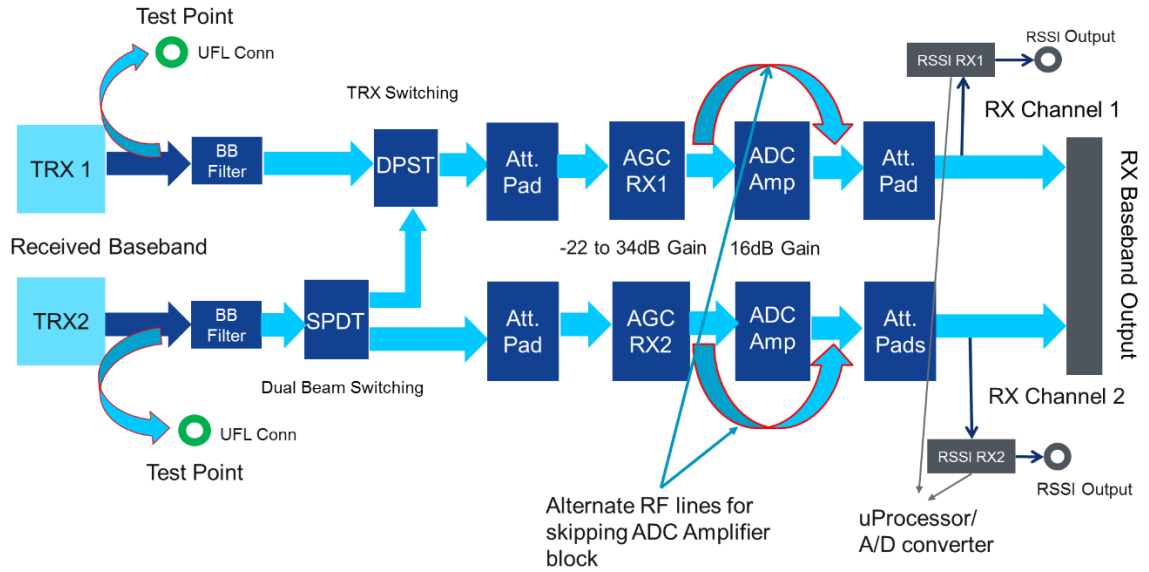 Test Point
UFL Conn
TRX Switching
RSSI RX1
RSSI Output
RX Channel 1
TRX 1
BB
Filter
DPST
Att.
Pad
AGC
RX1
ADC
Amp
Att.
Pad
Received Baseband
-22 to 34dB Gain
16dB Gain
RX Baseband Output
TRX2
BB
Filter
SPDT
Att.
Pad
AGC
RX2
ADC
Amp
Att.
Pads
Dual Beam Switching
RX Channel 2
UFL Conn
Test Point
RSSI RX2
RSSI Output
Alternate RF lines for
skipping ADC Amplifier
block
uProcessor/
A/D converter